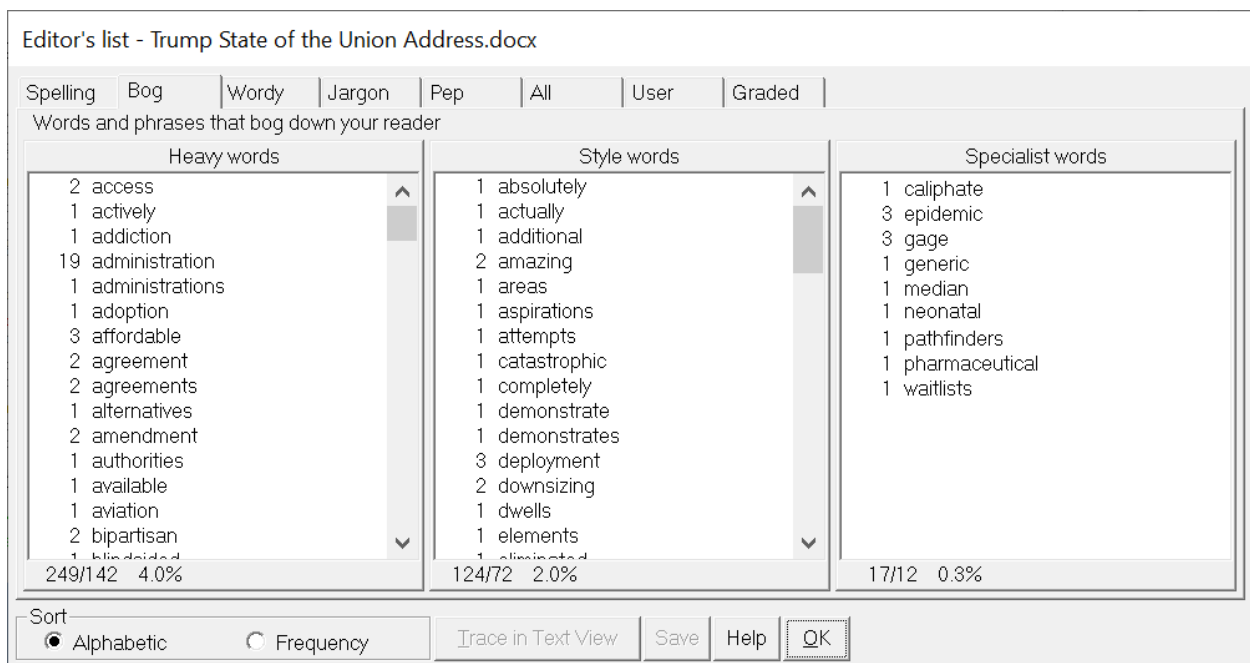 Editor's list - Trump State of the Union Address.docx
Spelling Bog Wordy Jargon Pep All User Graded
Words and phrases that bog down your reader
Heavy words
2 access
1 actively
1 addiction
19 administration
1 administrations
1 adoption
3 affordable
2 agreement
2 agreements
1 alternatives
2 amendment
1 authorities
1 available
1 aviation
2 bipartisan
1 blindsided
249/142 4.0%
Style words
1 absolutely
1 actually
1 additional
2 amazing
1 areas
1 aspirations
1 attempts
1 catastrophic
1 completely
1 demonstrate
1 demonstrates
3 deployment
2 downsizing
1 dwells
1 elements
1 eliminated
124/72 2.0%
Specialist words
1 caliphate
3 epidemic
3 gage
1 generic
1 median
1 neonatal
1 pathfinders
1 pharmaceutical
1 waitlists
17/12 0.3%
Sort
Alphabetic Frequency
Trace in Text View Save Help OK